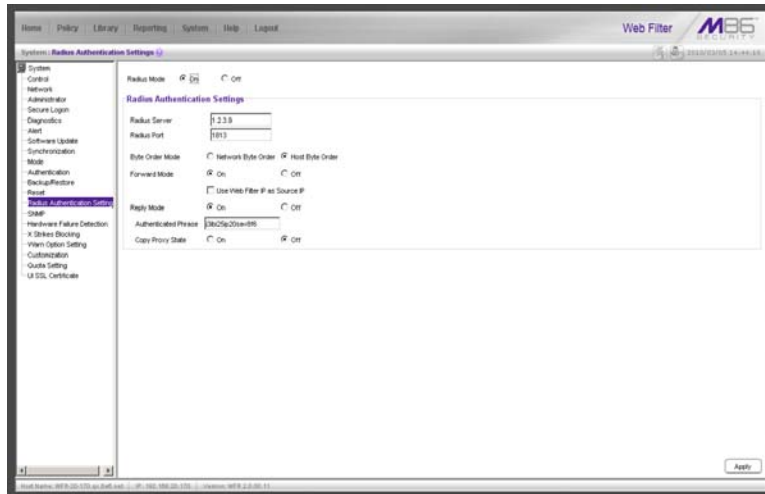 Home Policy Library Reporting System Help Logout
Web Filter M86 SECURITY
System : Radius Authentication Settings
System
Control
Network
Administrator
Secure Logon
Diagnostics
Alert
Software Update
Synchronization
Mode
Authentication
Backup/Restore
Reset
Radius Authentication Setting
SNMP
Hardware Failure Detection
X Strikes Blocking
Warn Option Setting
Customization
Quota Setting
UI SSL Certificate
Radius Mode On Off
Radius Authentication Settings
Radius Server 1.2.3.9
Radius Port 1813
Byte Order Mode Network Byte Order Host Byte Order
Forward Mode On Off
Use Web Filter IP as Source IP
Reply Mode On Off
Authenticated Phrase
Copy Proxy State On Off
Apply